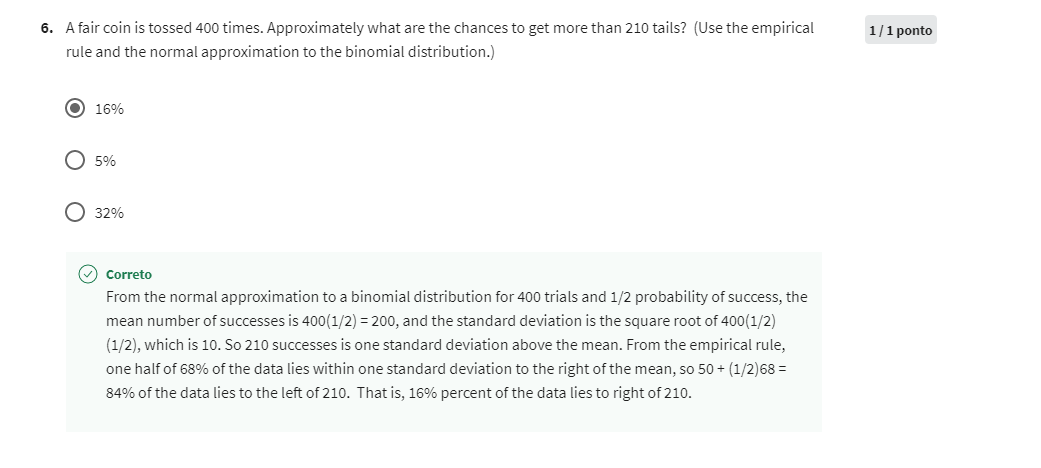 6. A fair coin is tossed 400 times. Approximately what are the chances to get more than 210 tails? (Use the empirical
rule and the normal approximation to the binomial distribution.)
1 / 1 ponto
16%
5%
32%
Correto
From the normal approximation to a binomial distribution for 400 trials and 1/2 probability of success, the
mean number of successes is 400(1/2) = 200, and the standard deviation is the square root of 400(1/2)
(1/2), which is 10. So 210 successes is one standard deviation above the mean. From the empirical rule,
one half of 68% of the data lies within one standard deviation to the right of the mean, so 50 + (1/2)68 =
84% of the data lies to the left of 210. That is, 16% percent of the data lies to right of 210.